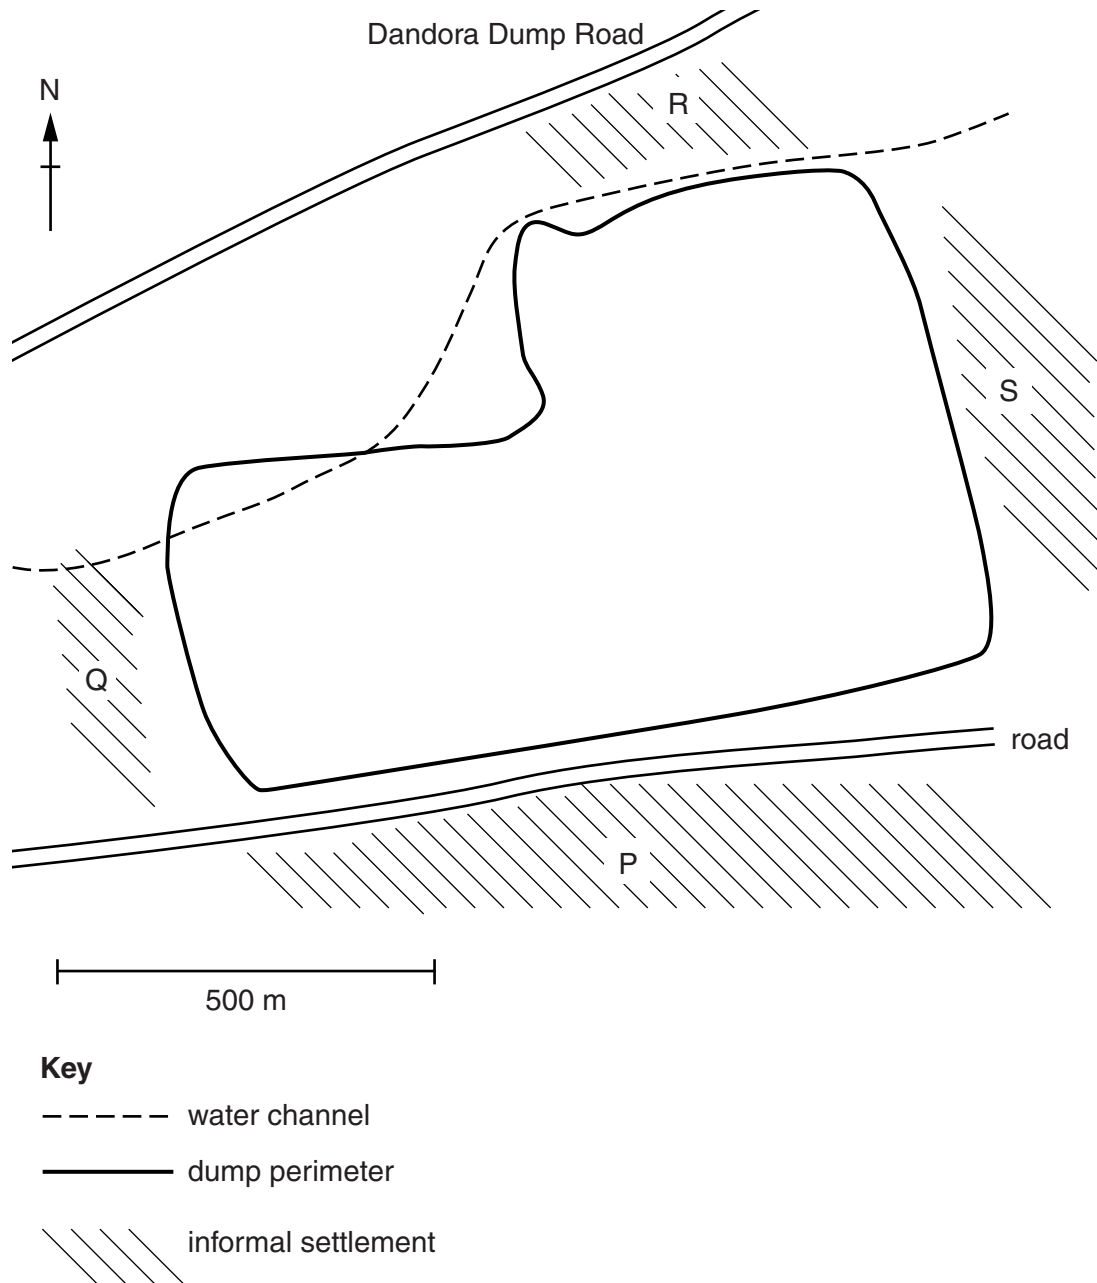 Dandora Dump Road
N
R
S
Q
road
P
500 m
Key
water channel
dump perimeter
informal settlement